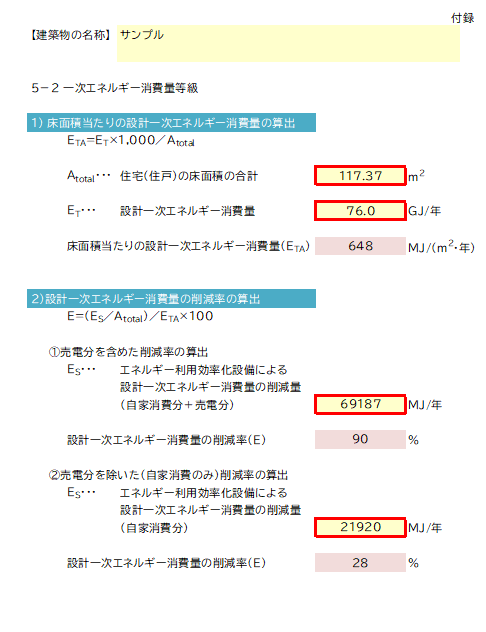 付録
【建築物の名称】 サンプル
5－2 一次エネルギー消費量等級
1) 床面積当たりの設計一次エネルギー消費量の算出
ETA=ET×1,000／Atotal
Atotal･･･ 住宅(住戸)の床面積の合計 117.37 m2
ET･･･ 設計一次エネルギー消費量 76.0 GJ/年
床面積当たりの設計一次エネルギー消費量(ETA) 648 MJ/(m2･年)
2)設計一次エネルギー消費量の削減率の算出
E=(ES／Atotal)／ETA×100
①売電分を含めた削減率の算出
ES･･･ エネルギー利用効率化設備による
設計一次エネルギー消費量の削減量
(自家消費分＋売電分) 69187 MJ/年
設計一次エネルギー消費量の削減率(E) 90 %
②売電分を除いた(自家消費のみ)削減率の算出
ES･･･ エネルギー利用効率化設備による
設計一次エネルギー消費量の削減量
(自家消費分) 21920 MJ/年
設計一次エネルギー消費量の削減率(E) 28 %